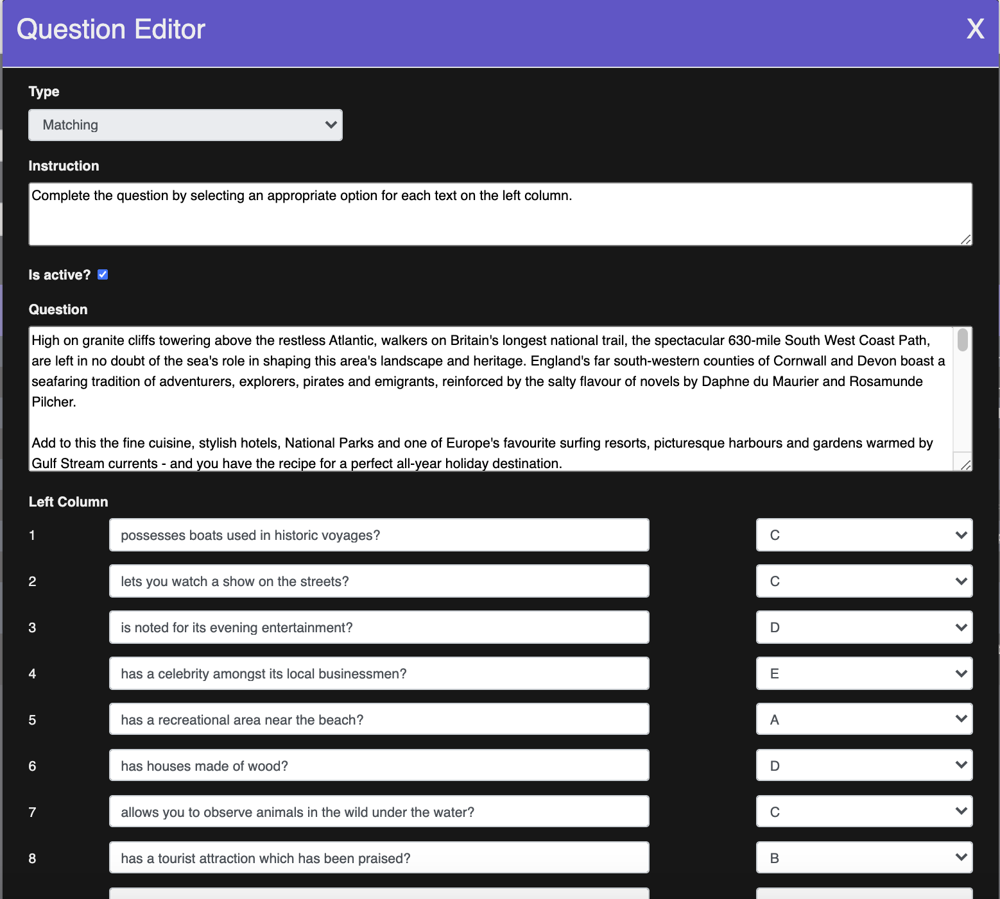 Question Editor X
Type
Matching
Instruction
Complete the question by selecting an appropriate option for each text on the left column.
Is active?
Question
High on granite cliffs towering above the restless Atlantic, walkers on Britain's longest national trail, the spectacular 630-mile South West Coast Path,
are left in no doubt of the sea's role in shaping this area's landscape and heritage. England's far south-western counties of Cornwall and Devon boast a
seafaring tradition of adventurers, explorers, pirates and emigrants, reinforced by the salty flavour of novels by Daphne du Maurier and Rosamunde
Pilcher.
Add to this the fine cuisine, stylish hotels, National Parks and one of Europe's favourite surfing resorts, picturesque harbours and gardens warmed by
Gulf Stream currents - and you have the recipe for a perfect all-year holiday destination.
Left Column
1 possesses boats used in historic voyages? C
2 lets you watch a show on the streets? C
3 is noted for its evening entertainment? D
4 has a celebrity amongst its local businessmen? E
5 has a recreational area near the beach? A
6 has houses made of wood? D
7 allows you to observe animals in the wild under the water? C
8 has a tourist attraction which has been praised? B